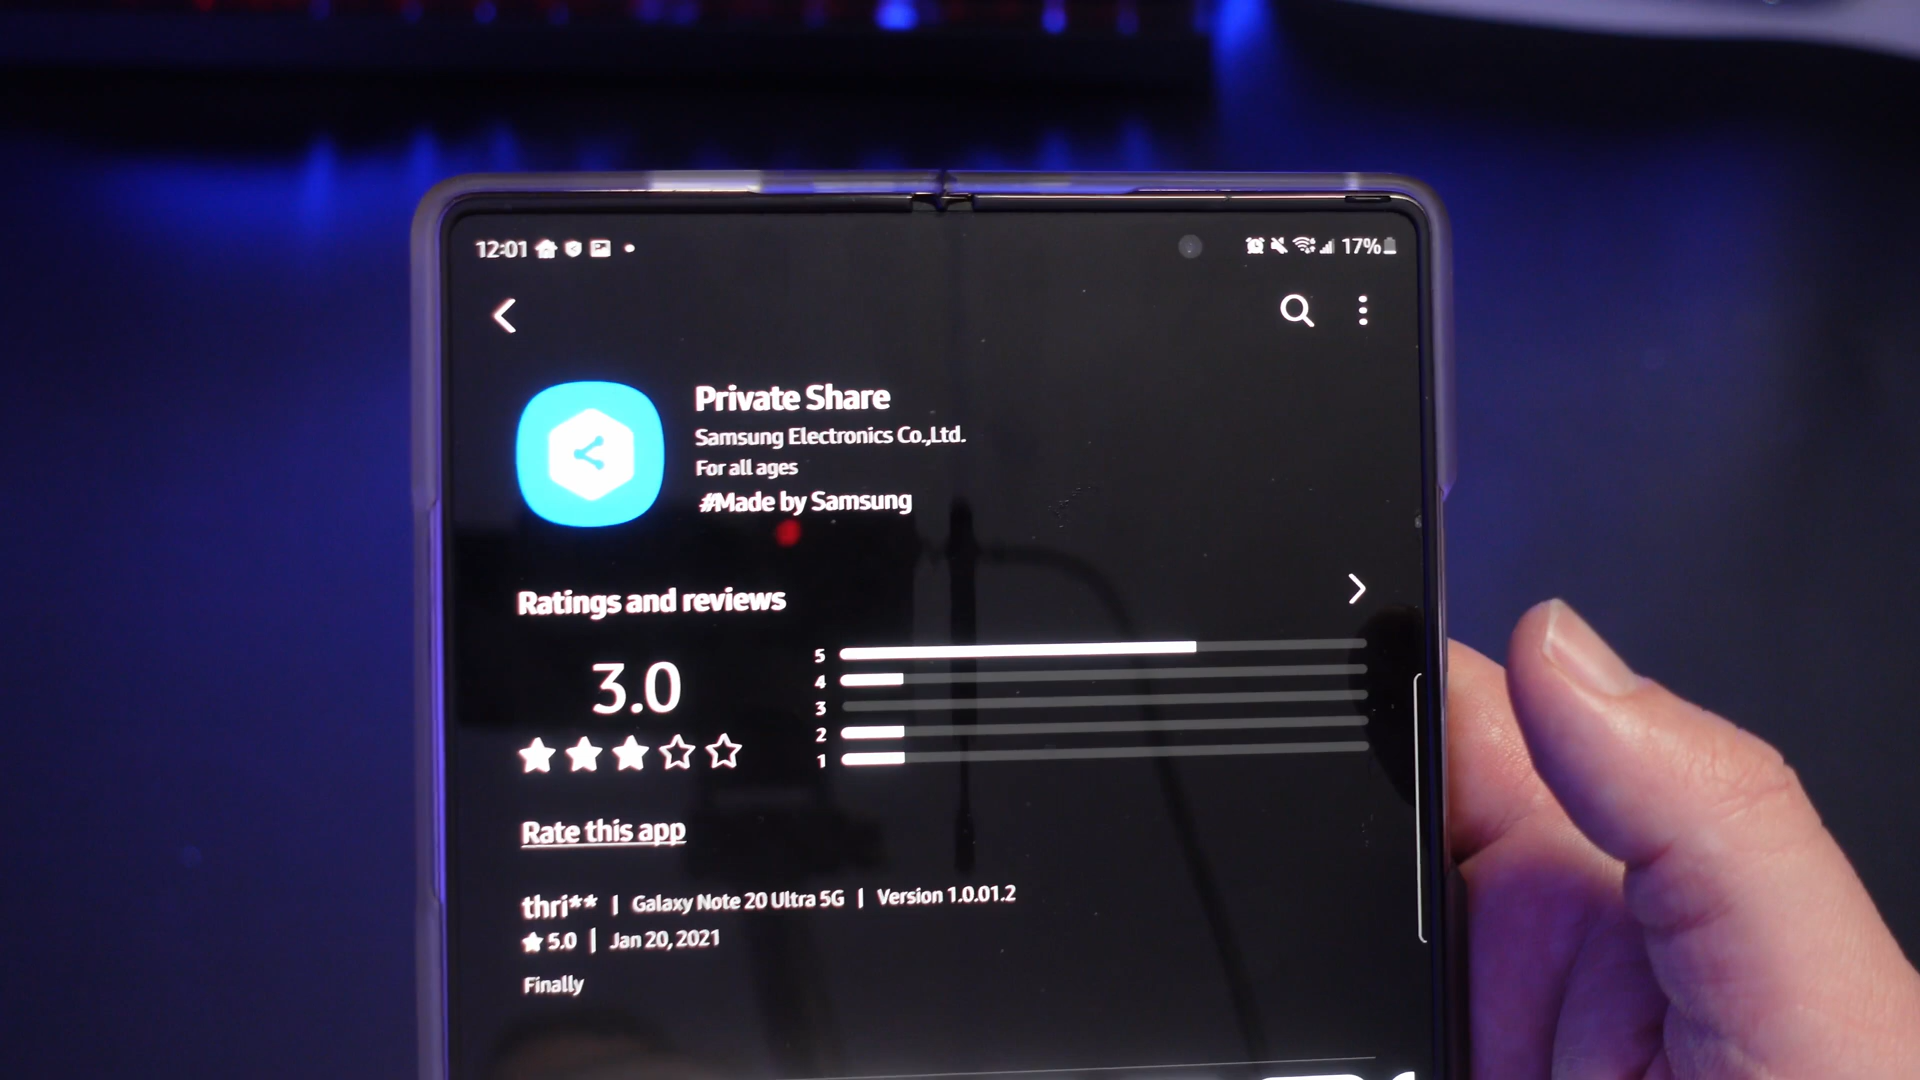 12:01
17%
Private Share
Samsung Electronics Co.,Ltd.
For all ages
#Made by Samsung
Ratings and reviews
3.0
5
4
3
2
1
Rate this app
thri** | Galaxy Note 20 Ultra 5G | Version 1.0.01.2
5.0 | Jan 20, 2021
Finally